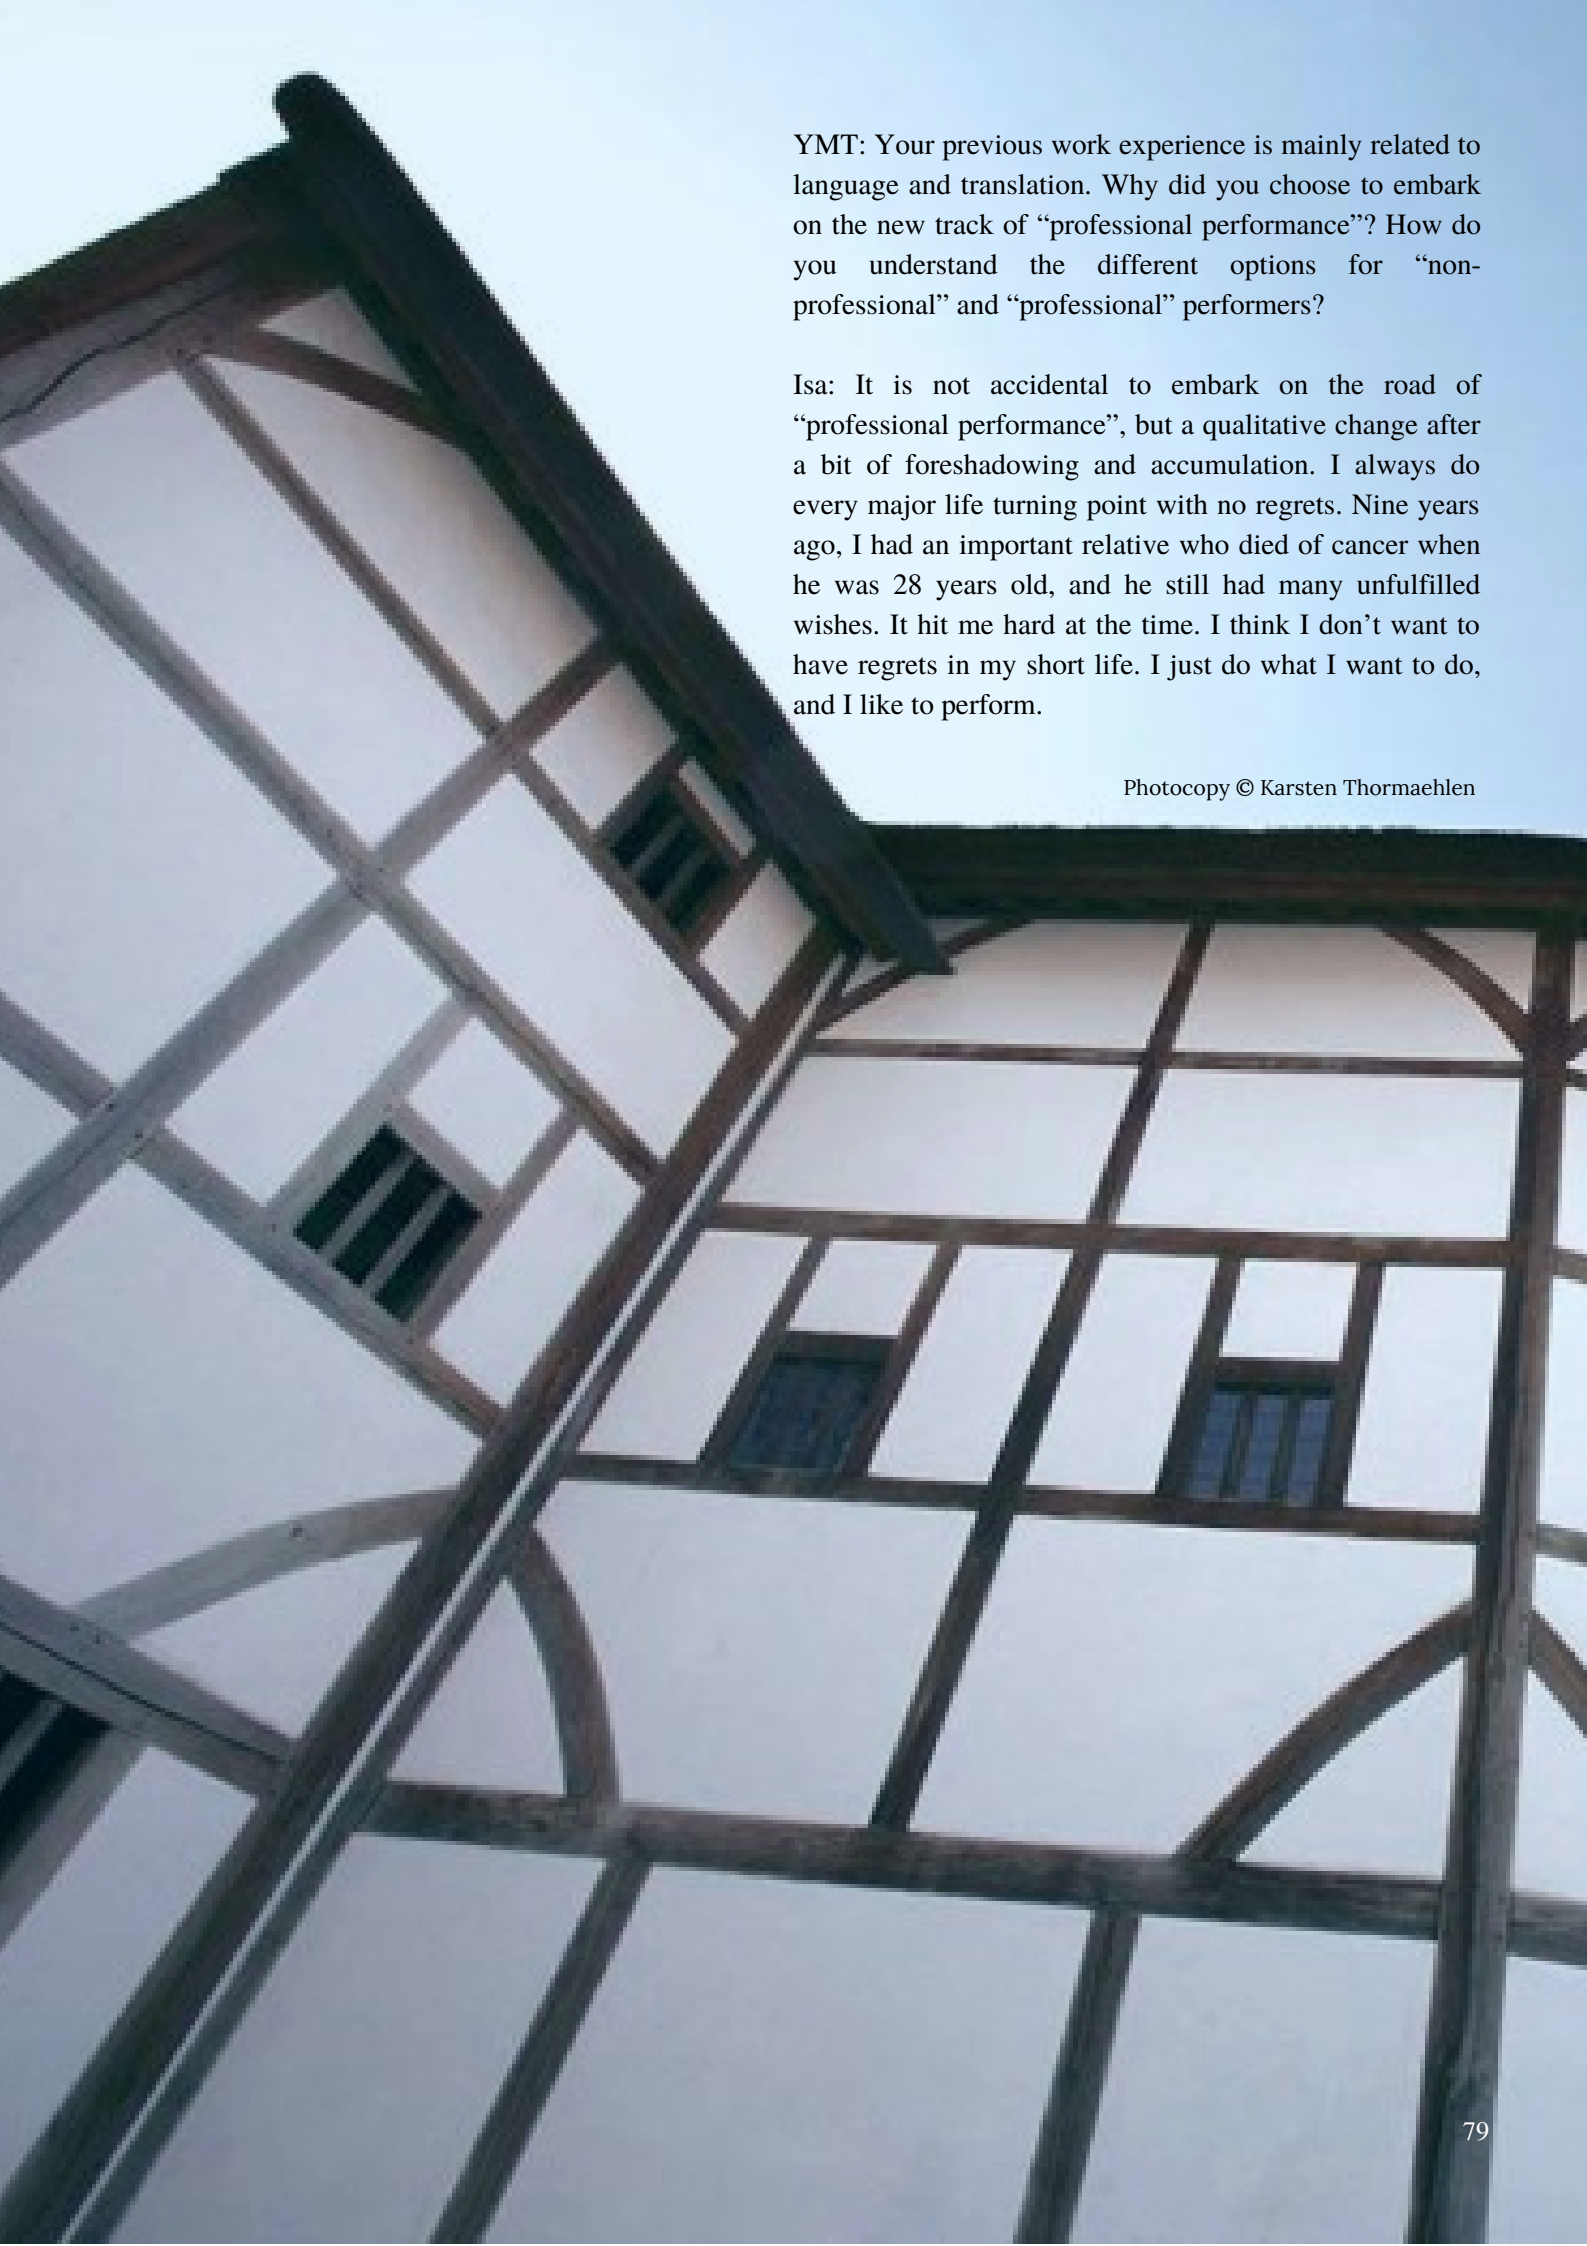 YMT: Your previous work experience is mainly related to
language and translation. Why did you choose to embark
on the new track of “professional performance”? How do
you understand the different options for “non-
professional” and “professional” performers?
Isa: It is not accidental to embark on the road of
“professional performance”, but a qualitative change after
a bit of foreshadowing and accumulation. I always do
every major life turning point with no regrets. Nine years
ago, I had an important relative who died of cancer when
he was 28 years old, and he still had many unfulfilled
wishes. It hit me hard at the time. I think I don’t want to
have regrets in my short life. I just do what I want to do,
and I like to perform.
Photocopy © Karsten Thormaehlen
79